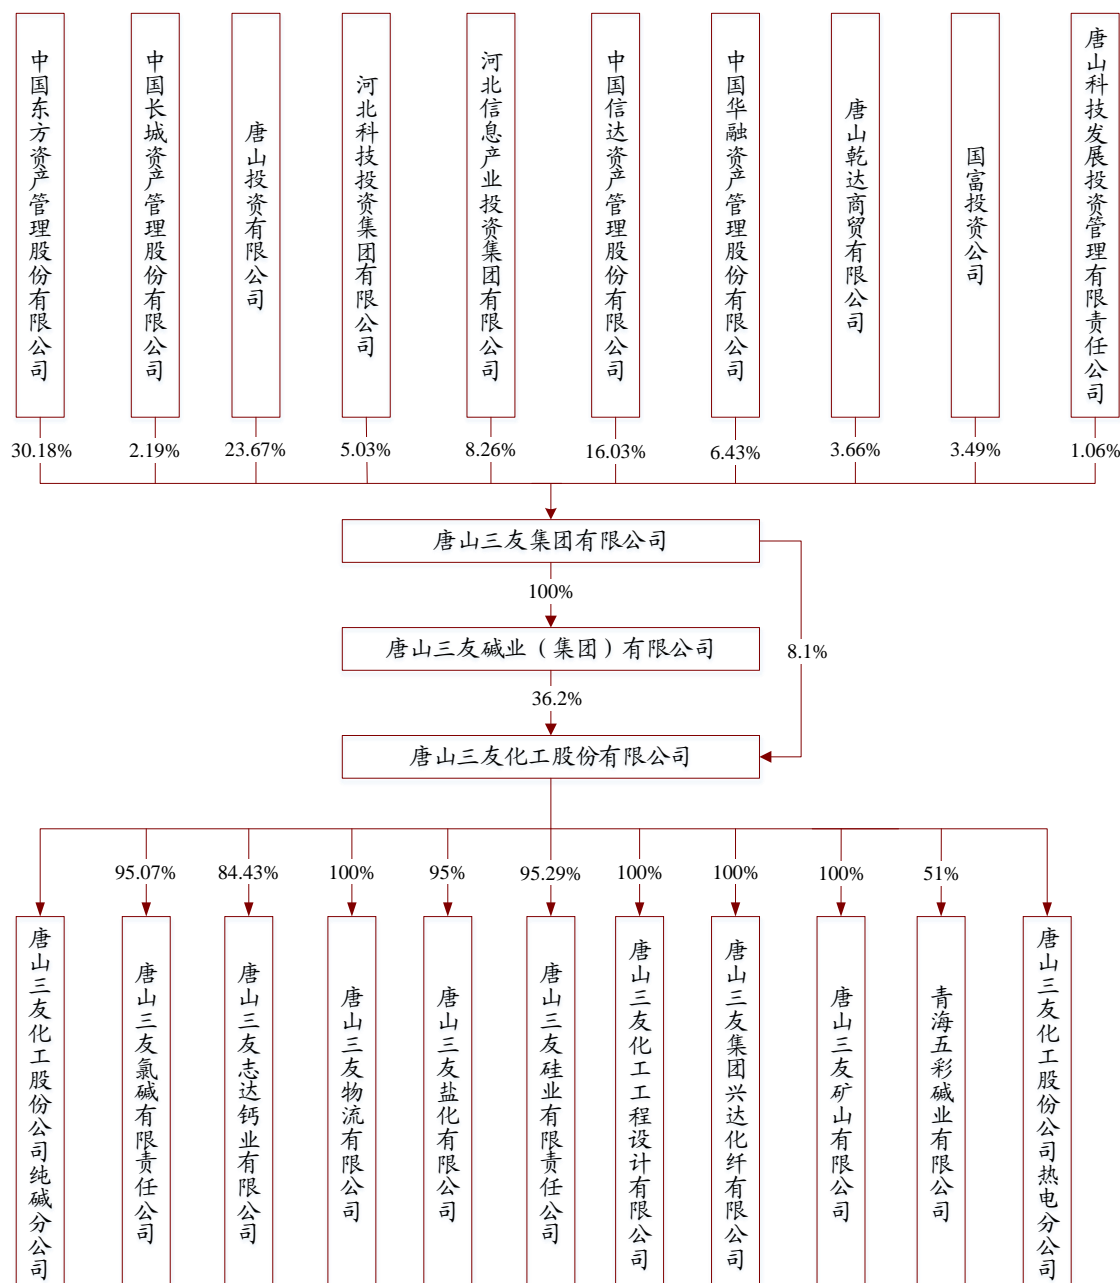 中国东方资产管理股份有限公司
中国长城资产管理股份有限公司
唐山投资有限公司
河北科技投资集团有限公司
河北信息产业投资集团有限公司
中国信达资产管理股份有限公司
中国华融资产管理股份有限公司
唐山乾达商贸有限公司
国富投资公司
唐山科技发展投资管理有限责任公司
30.18%
2.19%
23.67%
5.03%
8.26%
16.03%
6.43%
3.66%
3.49%
1.06%
唐山三友集团有限公司
100%
唐山三友碱业（集团）有限公司
8.1%
36.2%
唐山三友化工股份有限公司
95.07%
84.43%
100%
95%
95.29%
100%
100%
100%
51%
唐山三友化工股份公司纯碱分公司
唐山三友氯碱有限责任公司
唐山三友志达钙业有限公司
唐山三友物流有限公司
唐山三友盐化有限公司
唐山三友硅业有限责任公司
唐山三友化工工程设计有限公司
唐山三友集团兴达化纤有限公司
唐山三友矿山有限公司
青海五彩碱业有限公司
唐山三友化工股份公司热电分公司